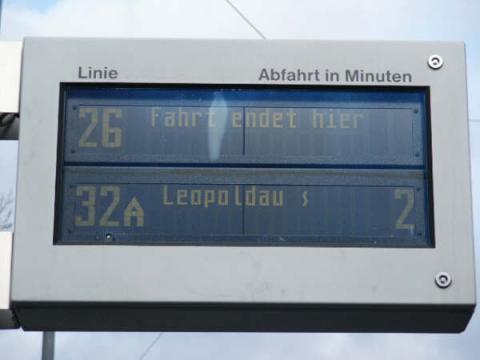 Linie Abfahrt in Minuten
26 Fahrt endet hier
32A Leopoldau S 2